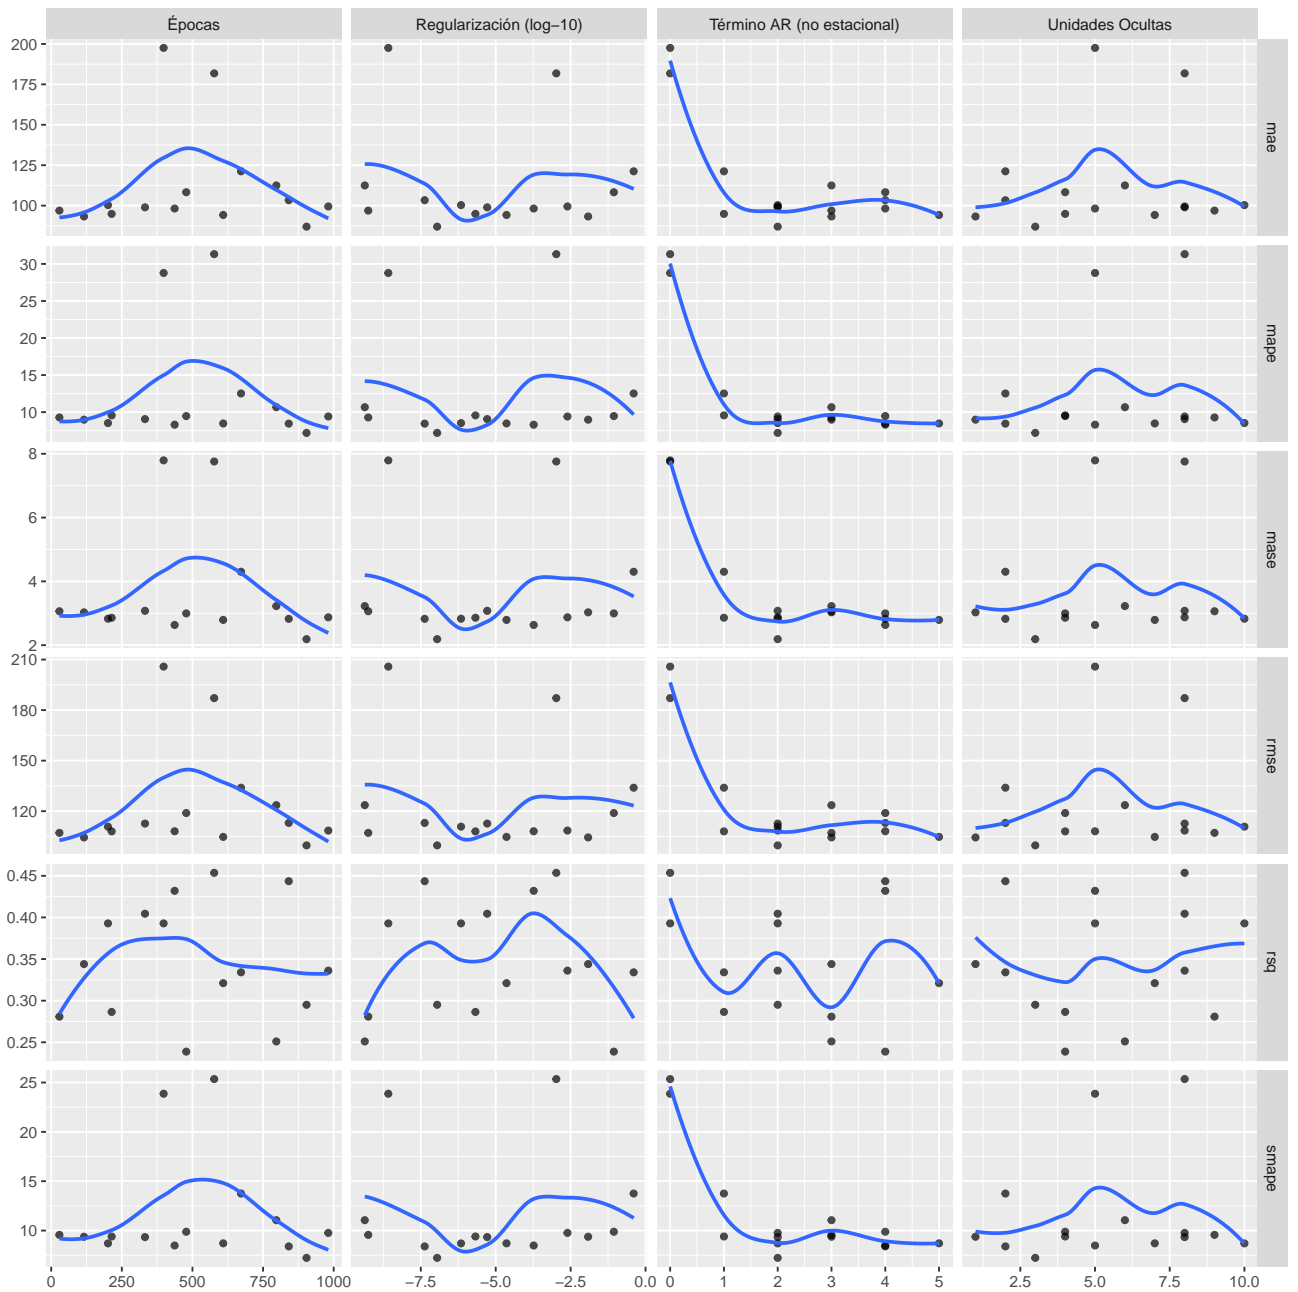 Épocas
Regularización (log−10)
Término AR (no estacional)
Unidades Ocultas
200
175
150
125
100
mae
30
25
20
15
10
mape
8
6
4
2
mase
210
180
150
120
rmse
0.45
0.40
0.35
0.30
0.25
rsq
25
20
15
10
smape
0 250 500 750 1000
−7.5 −5.0 −2.5 0.0
0 1 2 3 4 5
2.5 5.0 7.5 10.0